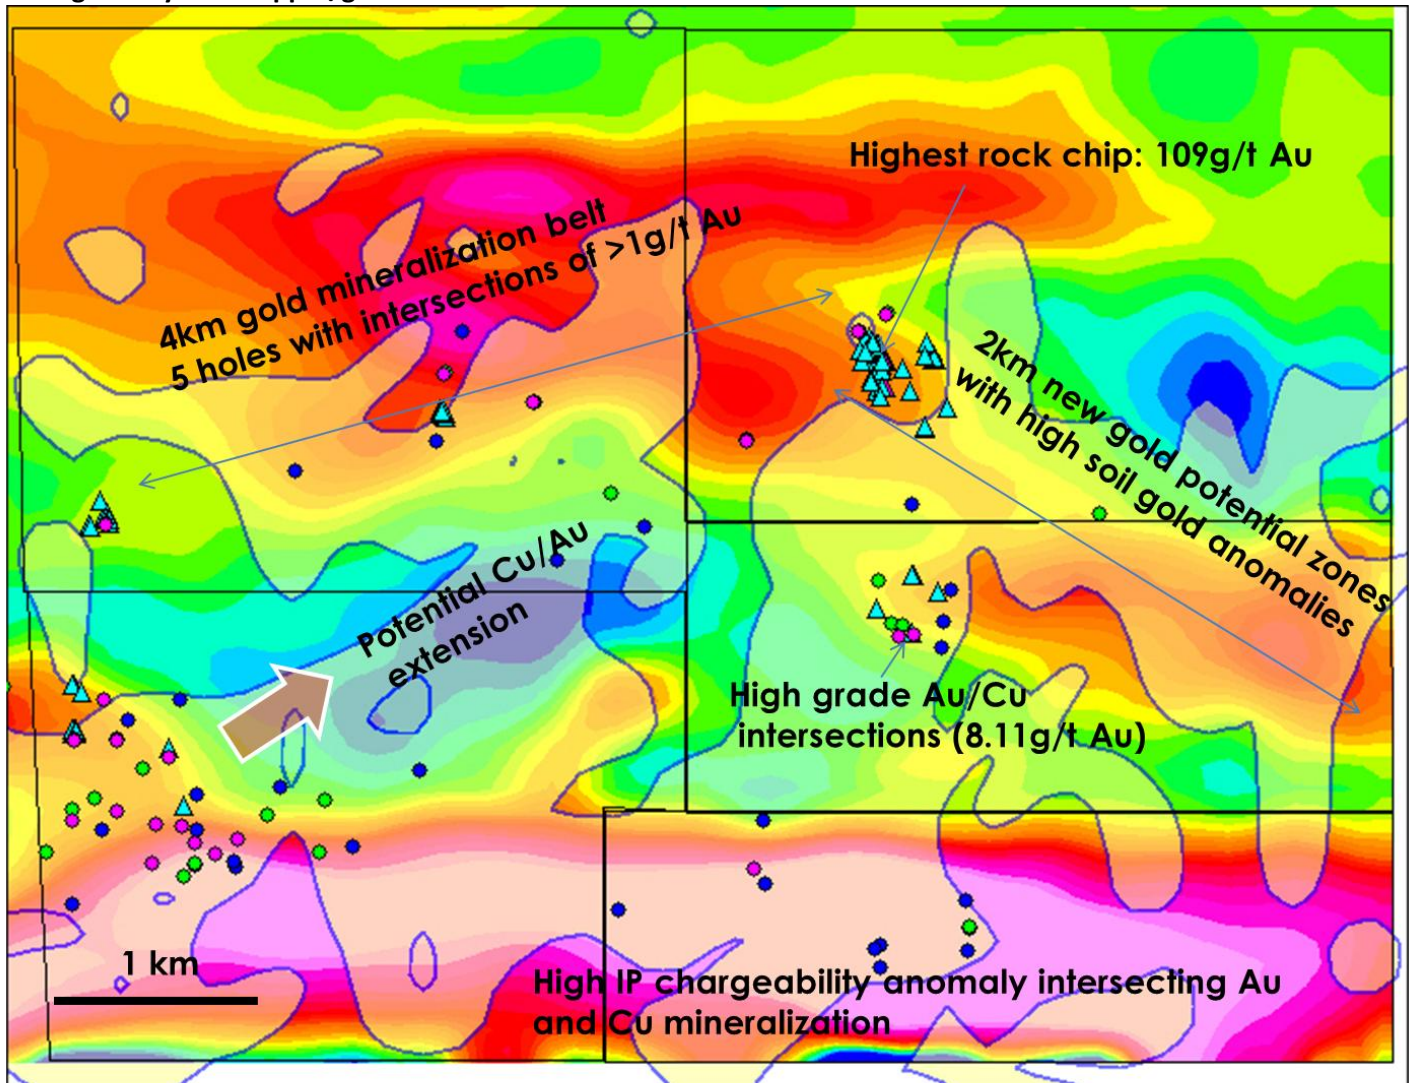 Highest rock chip: 109g/t Au
4km gold mineralization belt
5 holes with intersections of >1g/t Au
2km new gold potential zones
with high soil gold anomalies
Potential Cu/Au
extension
High grade Au/Cu
intersections (8.11g/t Au)
1 km
High IP chargeability anomaly intersecting Au
and Cu mineralization